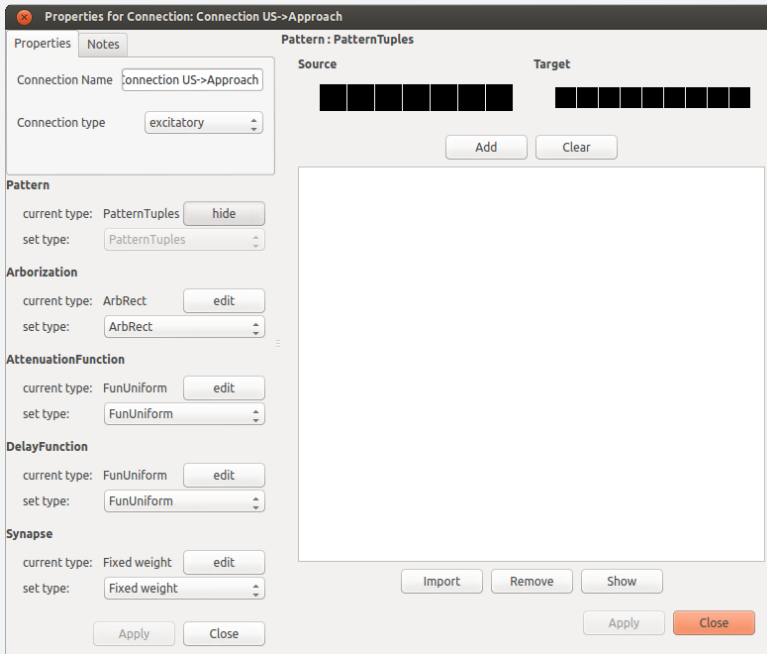 Properties for Connection: Connection US->Approach
Properties Notes
Connection Name Connection US->Approach
Connection type excitatory
Pattern
current type: PatternTuples hide
set type: PatternTuples
Arborization
current type: ArbRect edit
set type: ArbRect
AttenuationFunction
current type: FunUniform edit
set type: FunUniform
DelayFunction
current type: FunUniform edit
set type: FunUniform
Synapse
current type: Fixed weight edit
set type: Fixed weight
Apply Close
Pattern : PatternTuples
Source Target
Add Clear
Import Remove Show
Apply Close